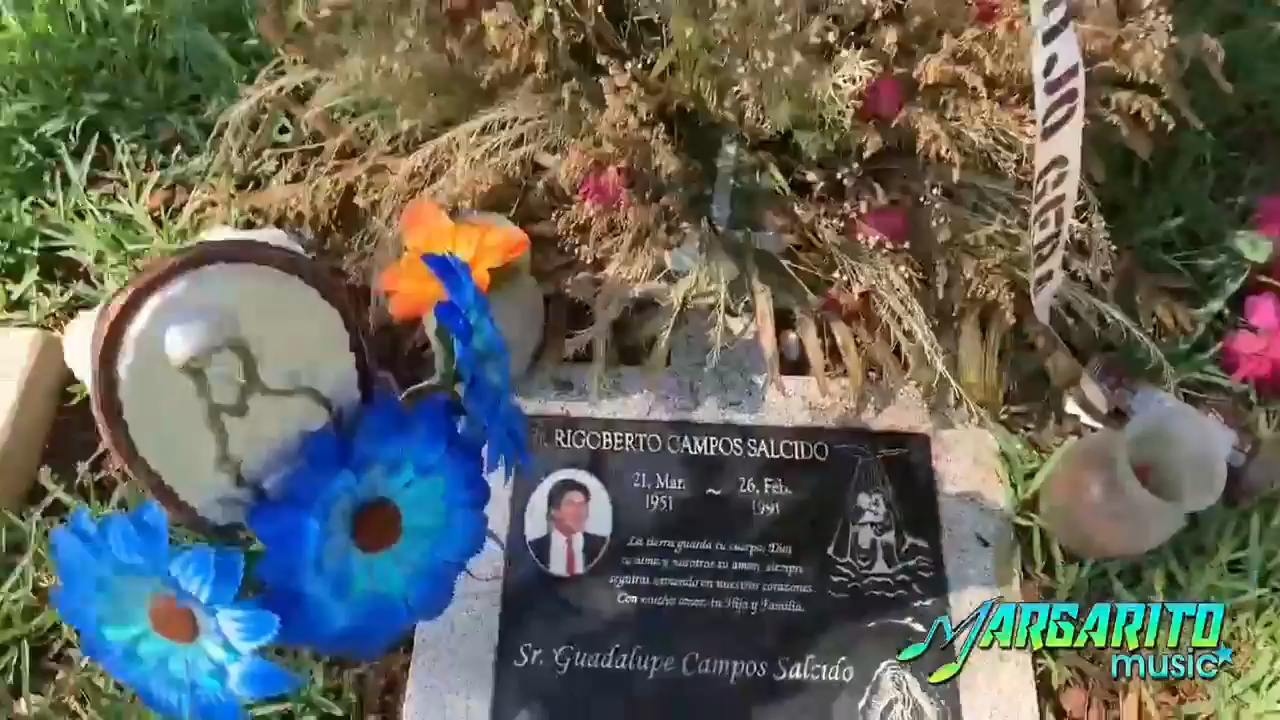 RIGOBERTO CAMPOS SALCIDO
21, Mar. ~ 26, Feb.
1951 1991
La tierra guarda tu cuerpo, Dios
tu alma y nosotros tu amor, siempre
seguiras estando en nuestros corazones.
Con mucho amor, tu Hija y Familia.
Sr. Guadalupe Campos Salcido
MARGARITO
music